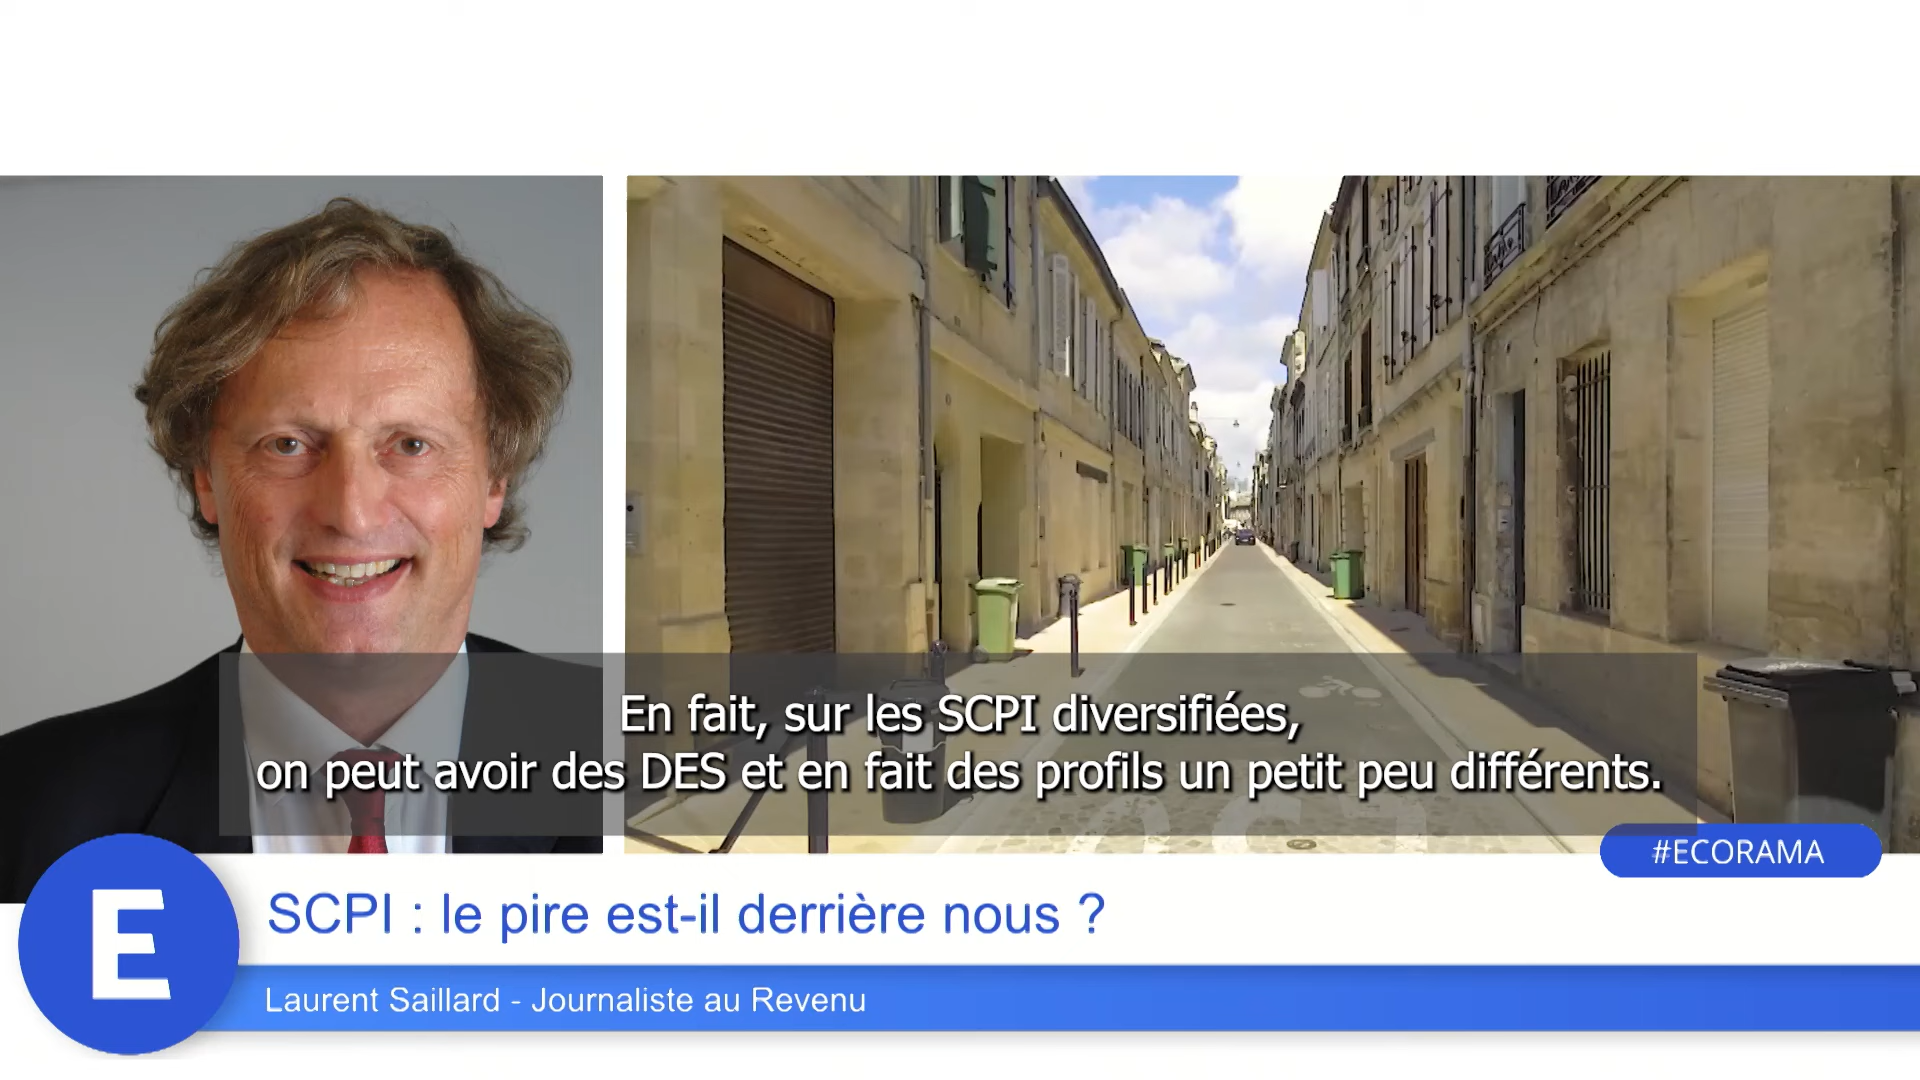 En fait, sur les SCPI diversifiées,
on peut avoir des DES et en fait des profils un petit peu différents.
#ECORAMA
E
SCPI : le pire est-il derrière nous ?
Laurent Saillard - Journaliste au Revenu